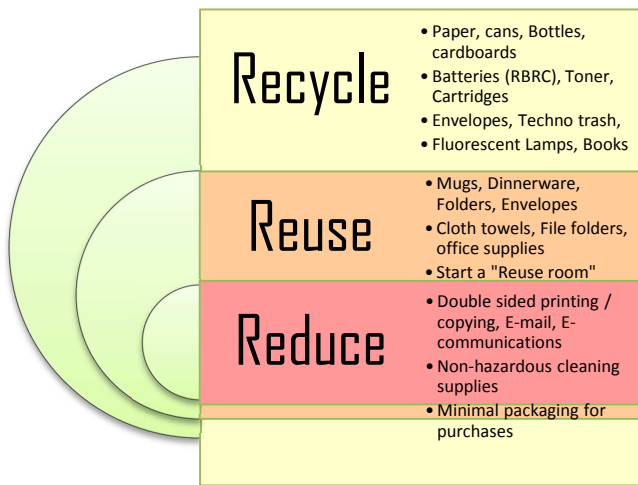 Recycle
• Paper, cans, Bottles,
cardboards
• Batteries (RBRC), Toner,
Cartridges
• Envelopes, Techno trash,
• Fluorescent Lamps, Books
Reuse
• Mugs, Dinnerware,
Folders, Envelopes
• Cloth towels, File folders,
office supplies
• Start a "Reuse room"
Reduce
• Double sided printing /
copying, E-mail, E-
communications
• Non-hazardous cleaning
supplies
• Minimal packaging for
purchases